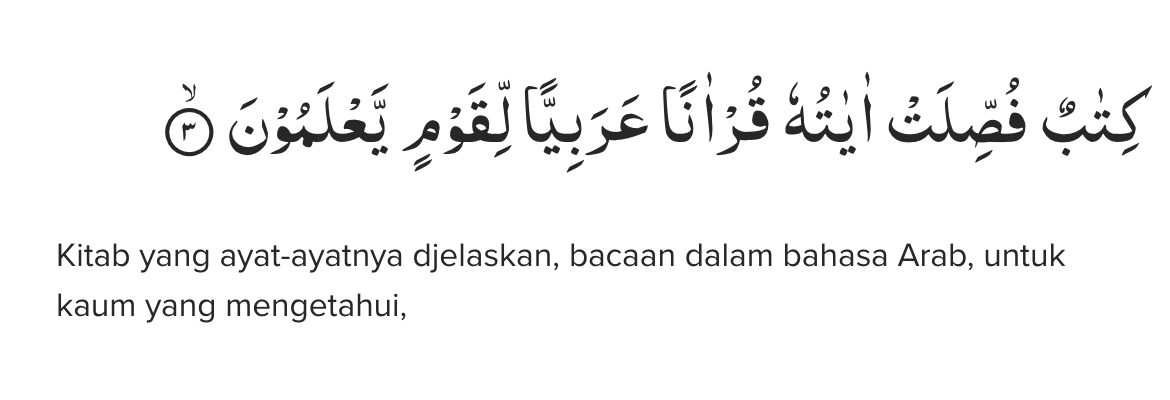 كِتٰبٌ فُصِّلَتْ اٰيٰتُهٗ قُرْاٰنًا عَرَبِيًّا لِّقَوْمٍ يَّعْلَمُوْنَۙ ٣
Kitab yang ayat-ayatnya djelaskan, bacaan dalam bahasa Arab, untuk
kaum yang mengetahui,